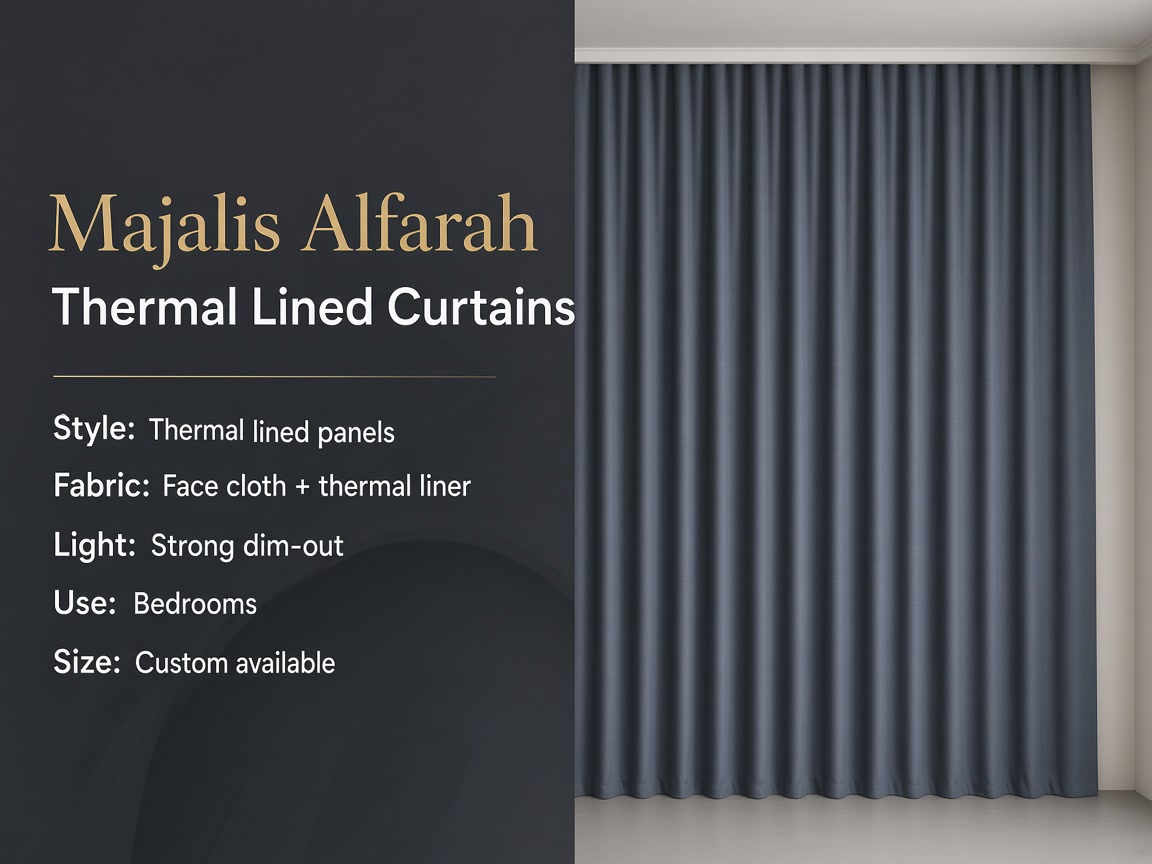 Majalis Alfarah
Thermal Lined Curtains
Style: Thermal lined panels
Fabric: Face cloth + thermal liner
Light: Strong dim-out
Use: Bedrooms
Size: Custom available